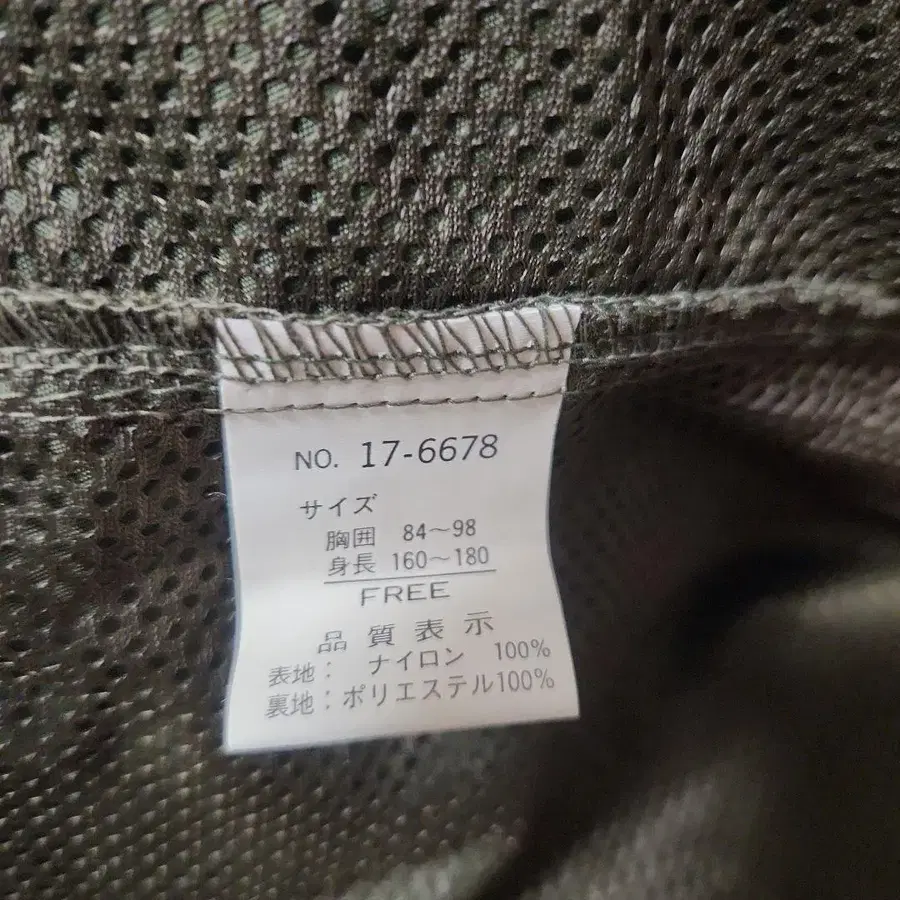 NO. 17-6678
サイズ
胸囲 84～98
身長 160～180
FREE
品質表示
表地： ナイロン 100%
裏地：ポリエステル100%